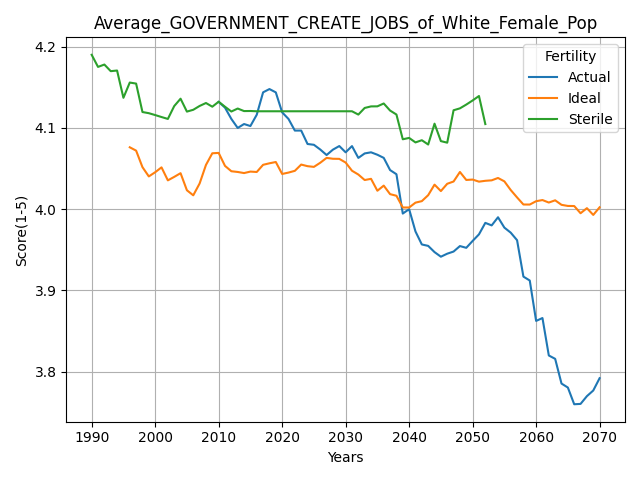 Average_GOVERNMENT_CREATE_JOBS_of_White_Female_Pop
Fertility
Actual
Ideal
Sterile
Score(1-5)
4.2
4.1
4.0
3.9
3.8
1990 2000 2010 2020 2030 2040 2050 2060 2070
Years